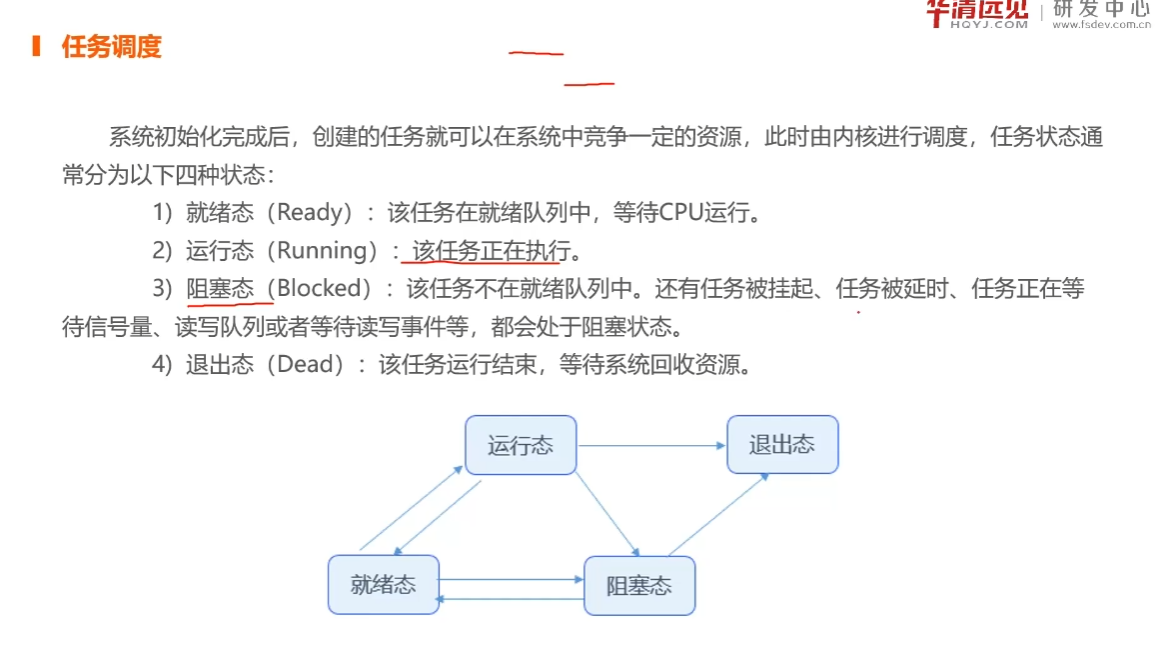 华清远见 | 研发中心
HQYJ.COM www.fsdev.com.cn
任务调度
系统初始化完成后，创建的任务就可以在系统中竞争一定的资源，此时由内核进行调度，任务状态通
常分为以下四种状态：
1）就绪态（Ready）：该任务在就绪队列中，等待CPU运行。
2）运行态（Running）：该任务正在执行。
3）阻塞态（Blocked）：该任务不在就绪队列中。还有任务被挂起、任务被延时、任务正在等
待信号量、读写队列或者等待读写事件等，都会处于阻塞状态。
4）退出态（Dead）：该任务运行结束，等待系统回收资源。
运行态 退出态
就绪态 阻塞态